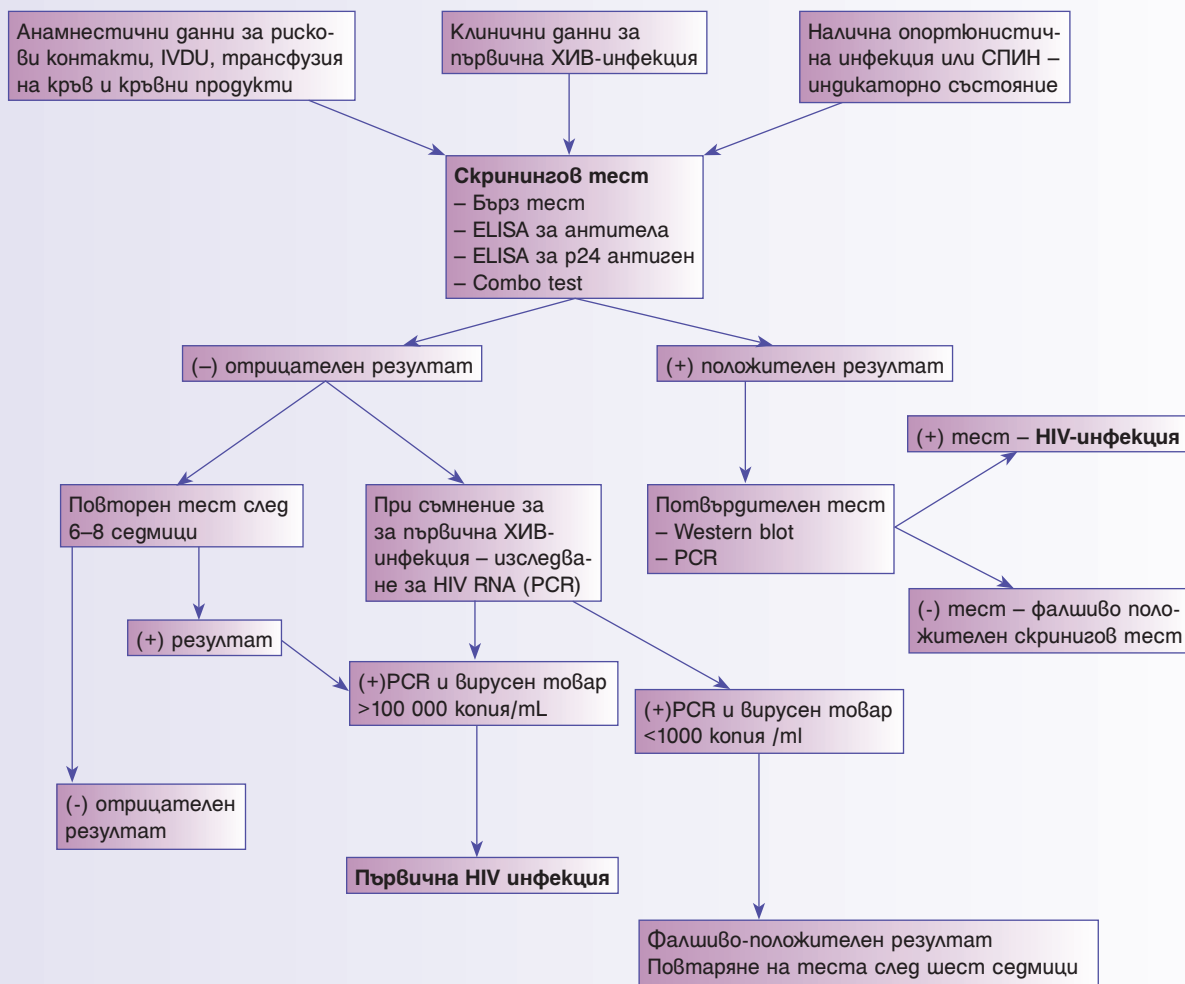 Анамнестични данни за риско-
ви контакти, IVDU, трансфузия
на кръв и кръвни продукти
Клинични данни за
първична ХИВ-инфекция
Налична опортюнистич-
на инфекция или СПИН –
индикаторно състояние
Скринингов тест
– Бърз тест
– ELISA за антитела
– ELISA за p24 антиген
– Combo test
(–) отрицателен резултат
(+) положителен резултат
(+) тест – HIV-инфекция
Повторен тест след
6–8 седмици
При съмнение за
за първична ХИВ-
инфекция – изследва-
не за HIV RNA (PCR)
Потвърдителен тест
– Western blot
– PCR
(-) тест – фалшиво поло-
жителен скринигов тест
(+) резултат
(+)PCR и вирусен товар
>100 000 копия/mL
(+)PCR и вирусен товар
<1000 копия /ml
(-) отрицателен
резултат
Първична HIV инфекция
Фалшиво-положителен резултат
Повтаряне на теста след шест седмици